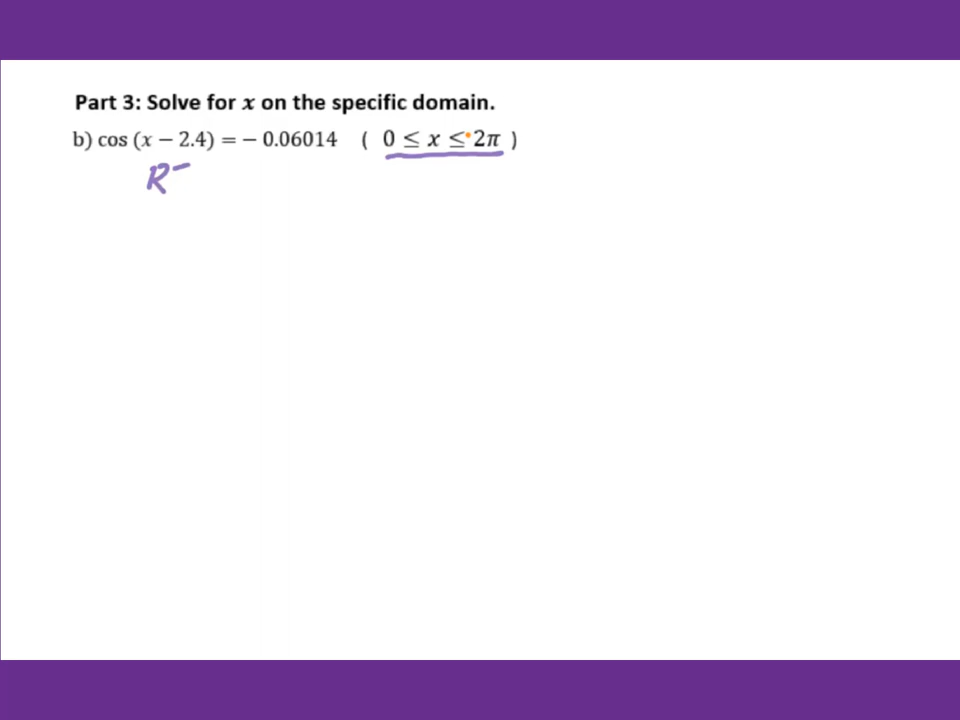 Part 3: Solve for x on the specific domain.
b) cos (x − 2.4) = − 0.06014 ( 0 ≤ x ≤ 2π )
R